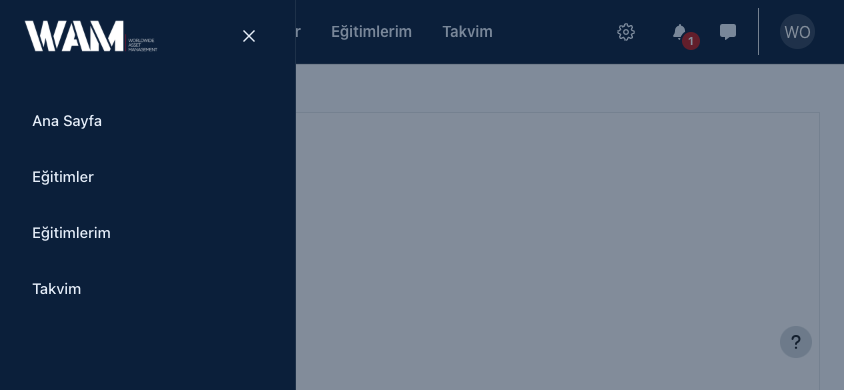 WAM
WORLDWIDE
ASSET
MANAGEMENT
r
Eğitimlerim
Takvim
1
WO
Ana Sayfa
Eğitimler
Eğitimlerim
Takvim
?